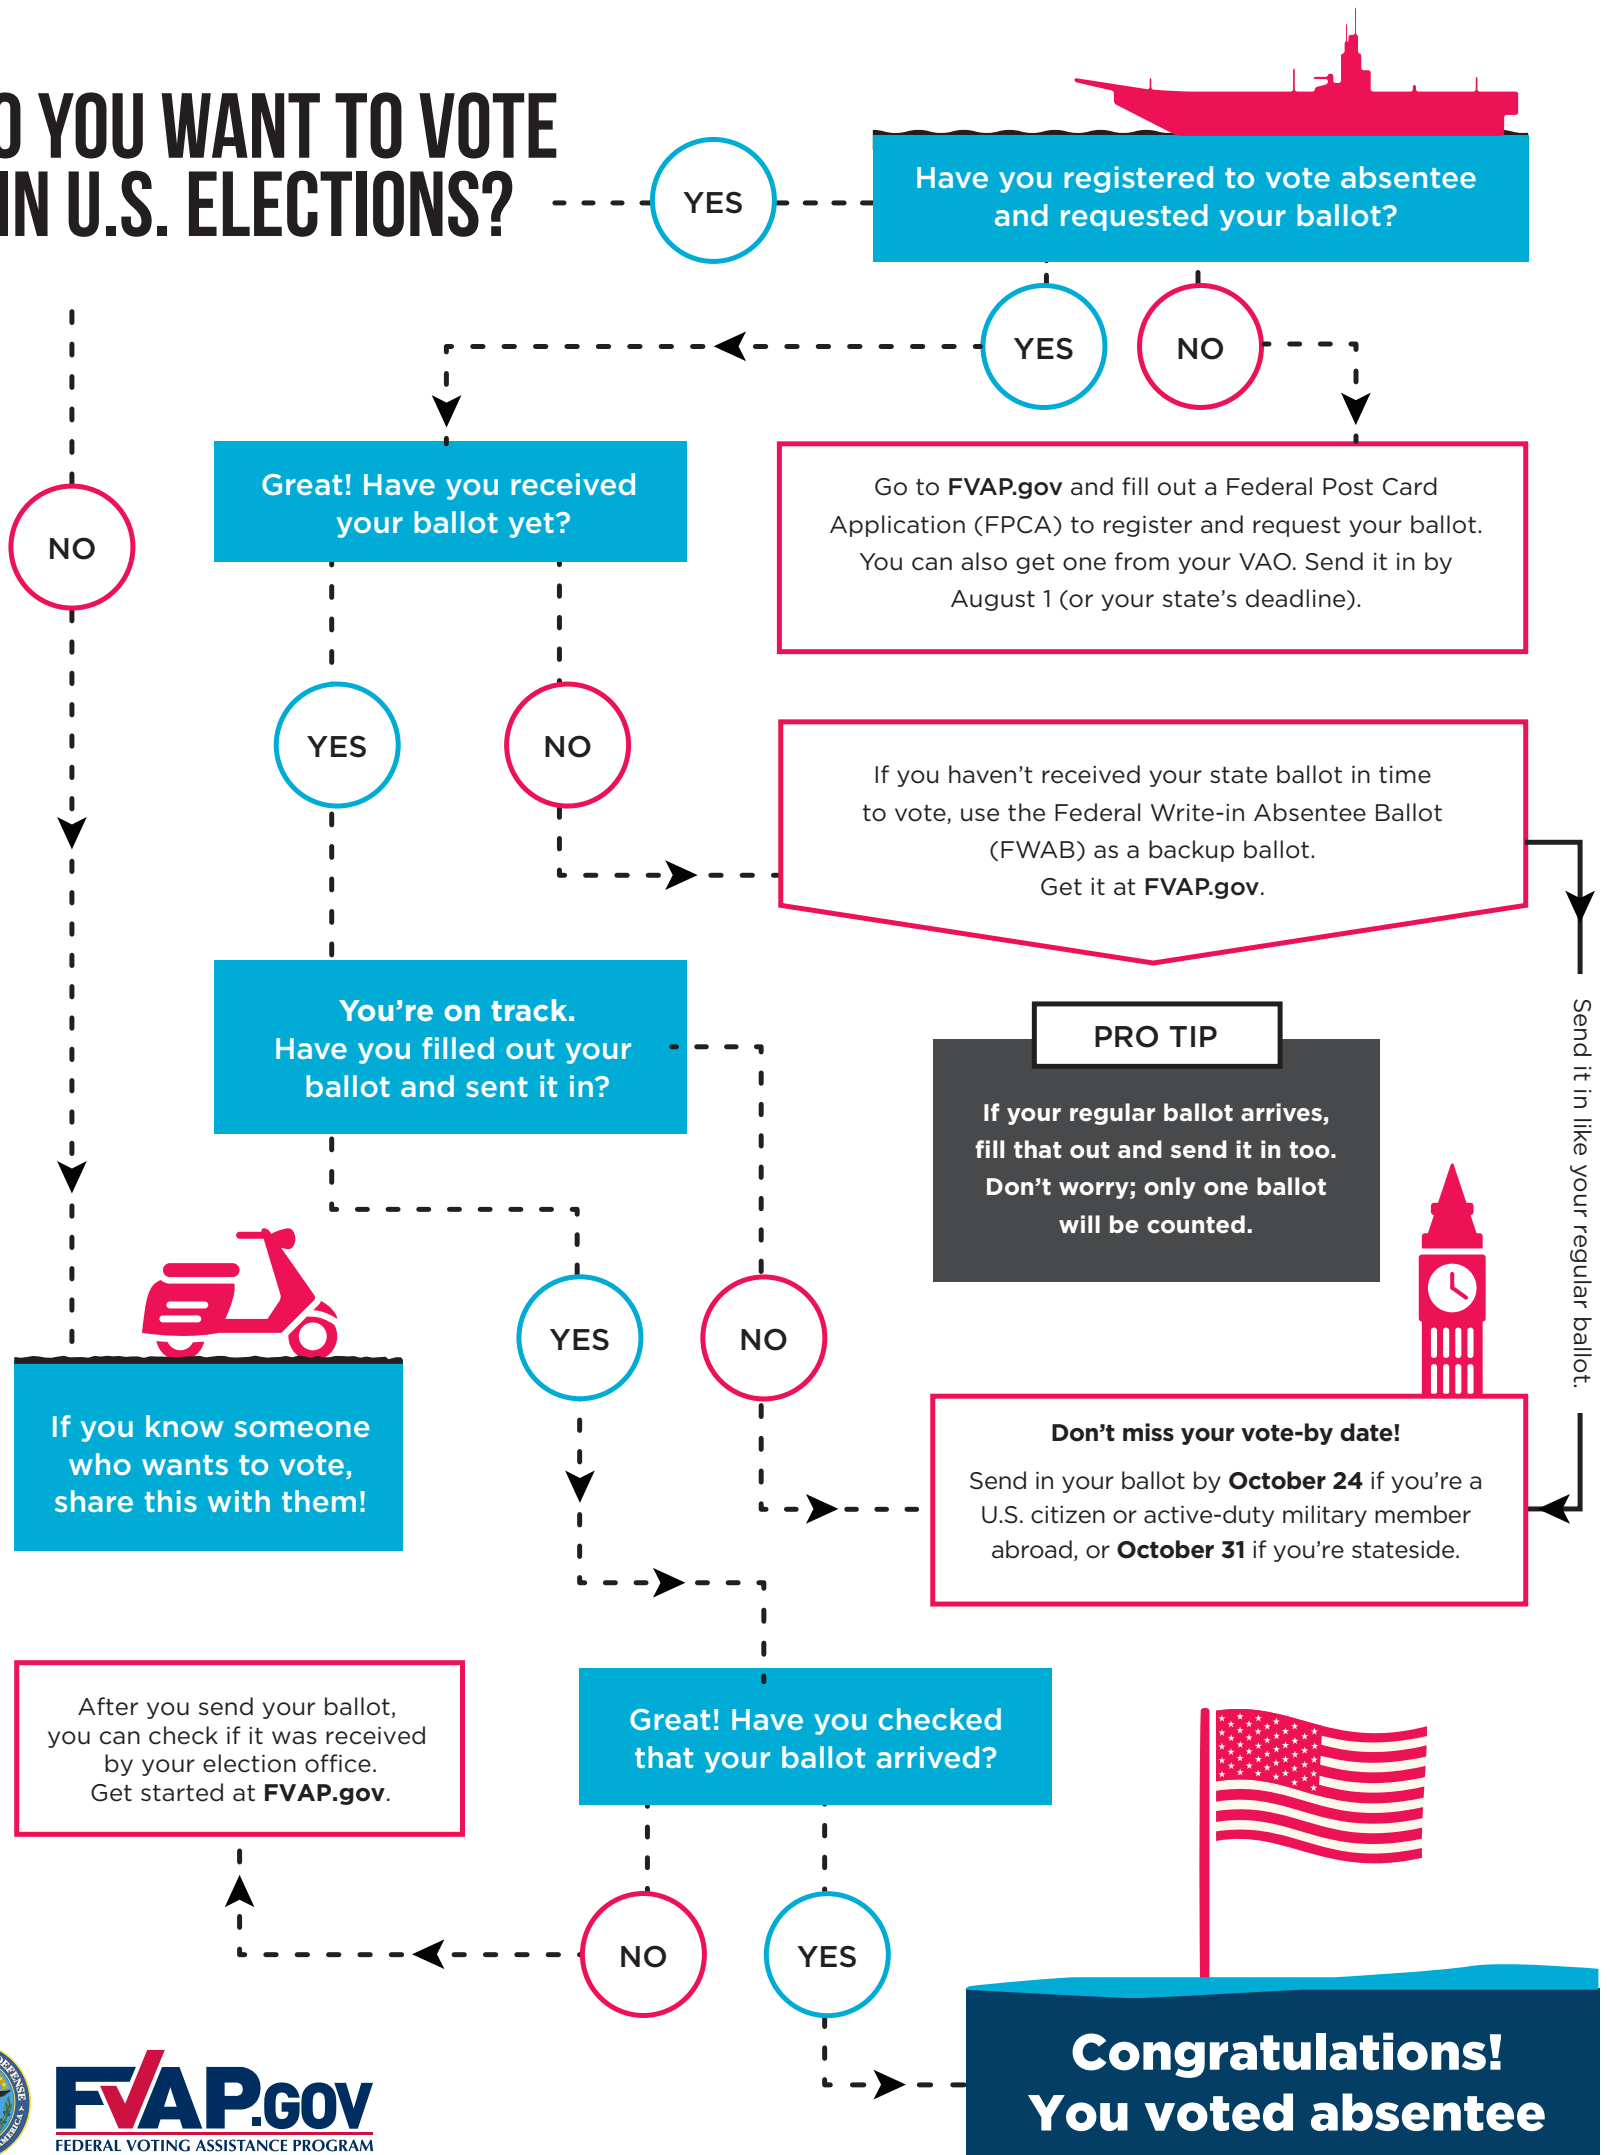 O YOU WANT TO VOTE
IN U.S. ELECTIONS?
YES
Have you registered to vote absentee
and requested your ballot?
YES
NO
Great! Have you received
your ballot yet?
Go to FVAP.gov and fill out a Federal Post Card
Application (FPCA) to register and request your ballot.
You can also get one from your VAO. Send it in by
August 1 (or your state's deadline).
NO
YES
NO
If you haven't received your state ballot in time
to vote, use the Federal Write-in Absentee Ballot
(FWAB) as a backup ballot.
Get it at FVAP.gov.
You're on track.
Have you filled out your
ballot and sent it in?
PRO TIP
If your regular ballot arrives,
fill that out and send it in too.
Don't worry; only one ballot
will be counted.
Send it in like your regular ballot.
YES
NO
If you know someone
who wants to vote,
share this with them!
Don't miss your vote-by date!
Send in your ballot by October 24 if you're a
U.S. citizen or active-duty military member
abroad, or October 31 if you're stateside.
After you send your ballot,
you can check if it was received
by your election office.
Get started at FVAP.gov.
Great! Have you checked
that your ballot arrived?
NO
YES
Congratulations!
You voted absentee
FVAP.GOV
FEDERAL VOTING ASSISTANCE PROGRAM